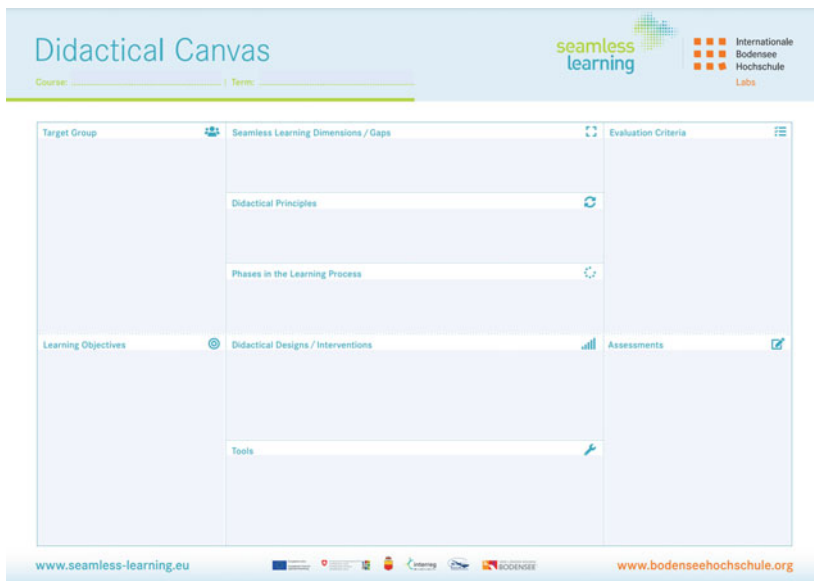 Didactical Canvas
Course:
| Term:
seamless
learning
Internationale
Bodensee
Hochschule
Labs
Target Group
Seamless Learning Dimensions / Gaps
Evaluation Criteria
Didactical Principles
Phases in the Learning Process
Learning Objectives
Didactical Designs / Interventions
Assessments
Tools
www.seamless-learning.eu
Interreg
BODENSEE
www.bodenseehochschule.org